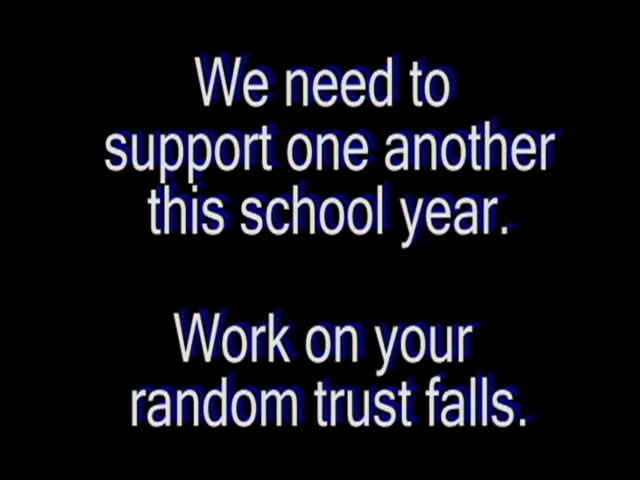 We need to
support one another
this school year.
Work on your
random trust falls.